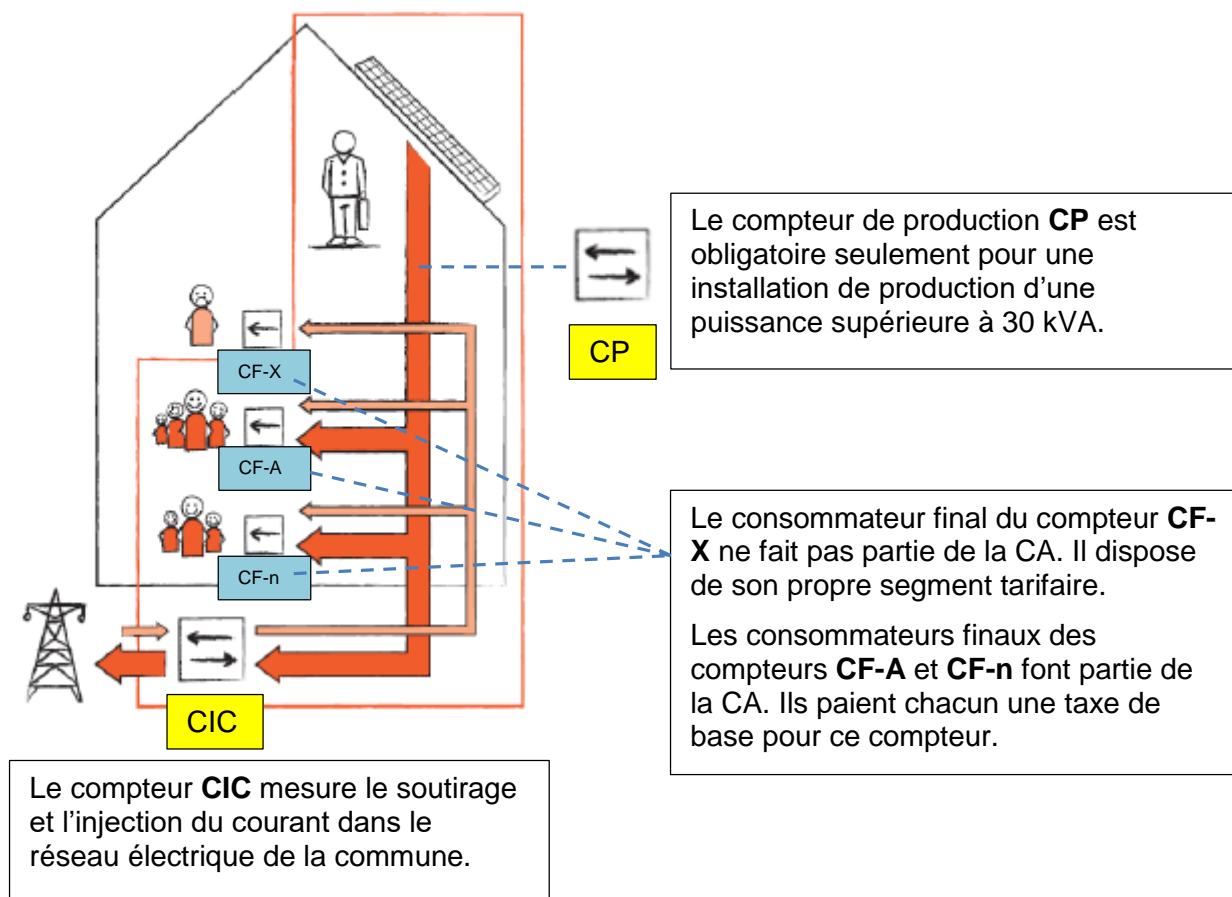 Le compteur de production CP est
obligatoire seulement pour une
installation de production d’une
puissance supérieure à 30 kVA.
CP
CF-X
CF-A
CF-n
Le consommateur final du compteur CF-
X ne fait pas partie de la CA. Il dispose
de son propre segment tarifaire.
Les consommateurs finaux des
compteurs CF-A et CF-n font partie de
la CA. Ils paient chacun une taxe de
base pour ce compteur.
CIC
Le compteur CIC mesure le soutirage
et l’injection du courant dans le
réseau électrique de la commune.